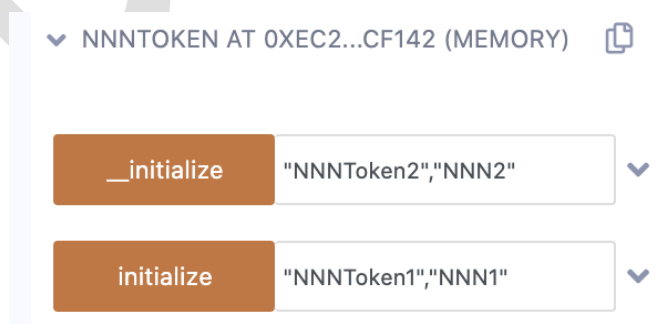 NNNTOKEN AT 0XEC2...CF142 (MEMORY)
__initialize "NNNToken2","NNN2"
initialize "NNNToken1","NNN1"